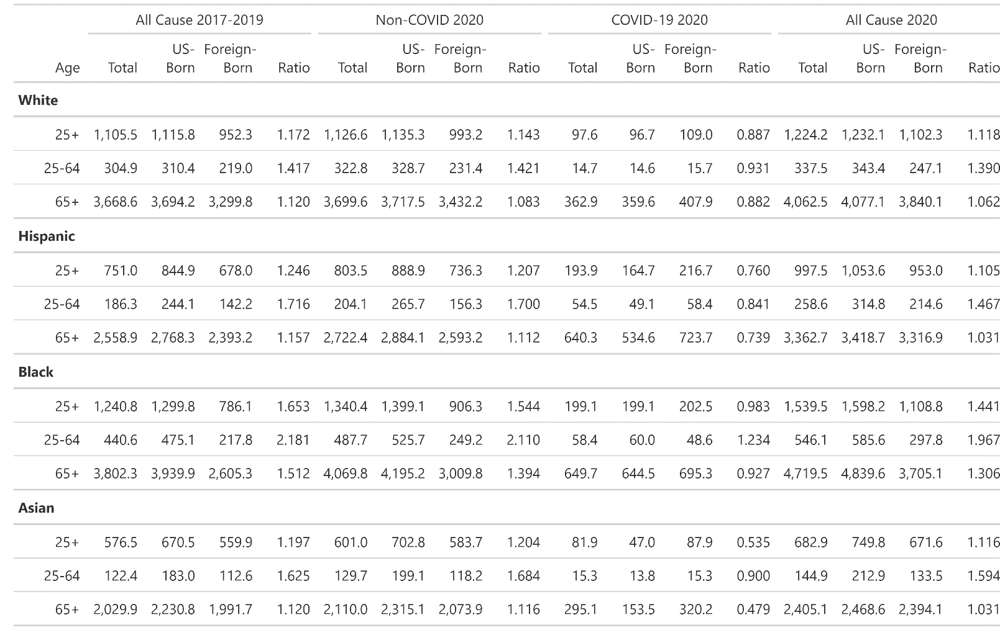 All Cause 2017-2019 Non-COVID 2020 COVID-19 2020 All Cause 2020
US- Foreign- US- Foreign- US- Foreign- US- Foreign-
Age Total Born Born Ratio Total Born Born Ratio Total Born Born Ratio Total Born Born Ratio
White
25+ 1,105.5 1,115.8 952.3 1.172 1,126.6 1,135.3 993.2 1.143 97.6 96.7 109.0 0.887 1,224.2 1,232.1 1,102.3 1.118
25-64 304.9 310.4 219.0 1.417 322.8 328.7 231.4 1.421 14.7 14.6 15.7 0.931 337.5 343.4 247.1 1.390
65+ 3,668.6 3,694.2 3,299.8 1.120 3,699.6 3,717.5 3,432.2 1.083 362.9 359.6 407.9 0.882 4,062.5 4,077.1 3,840.1 1.062
Hispanic
25+ 751.0 844.9 678.0 1.246 803.5 888.9 736.3 1.207 193.9 164.7 216.7 0.760 997.5 1,053.6 953.0 1.105
25-64 186.3 244.1 142.2 1.716 204.1 265.7 156.3 1.700 54.5 49.1 58.4 0.841 258.6 314.8 214.6 1.467
65+ 2,558.9 2,768.3 2,393.2 1.157 2,722.4 2,884.1 2,593.2 1.112 640.3 534.6 723.7 0.739 3,362.7 3,418.7 3,316.9 1.031
Black
25+ 1,240.8 1,299.8 786.1 1.653 1,340.4 1,399.1 906.3 1.544 199.1 199.1 202.5 0.983 1,539.5 1,598.2 1,108.8 1.441
25-64 440.6 475.1 217.8 2.181 487.7 525.7 249.2 2.110 58.4 60.0 48.6 1.234 546.1 585.6 297.8 1.967
65+ 3,802.3 3,939.9 2,605.3 1.512 4,069.8 4,195.2 3,009.8 1.394 649.7 644.5 695.3 0.927 4,719.5 4,839.6 3,705.1 1.306
Asian
25+ 576.5 670.5 559.9 1.197 601.0 702.8 583.7 1.204 81.9 47.0 87.9 0.535 682.9 749.8 671.6 1.116
25-64 122.4 183.0 112.6 1.625 129.7 199.1 118.2 1.684 15.3 13.8 15.3 0.900 144.9 212.9 133.5 1.594
65+ 2,029.9 2,230.8 1,991.7 1.120 2,110.0 2,315.1 2,073.9 1.116 295.1 153.5 320.2 0.479 2,405.1 2,468.6 2,394.1 1.031